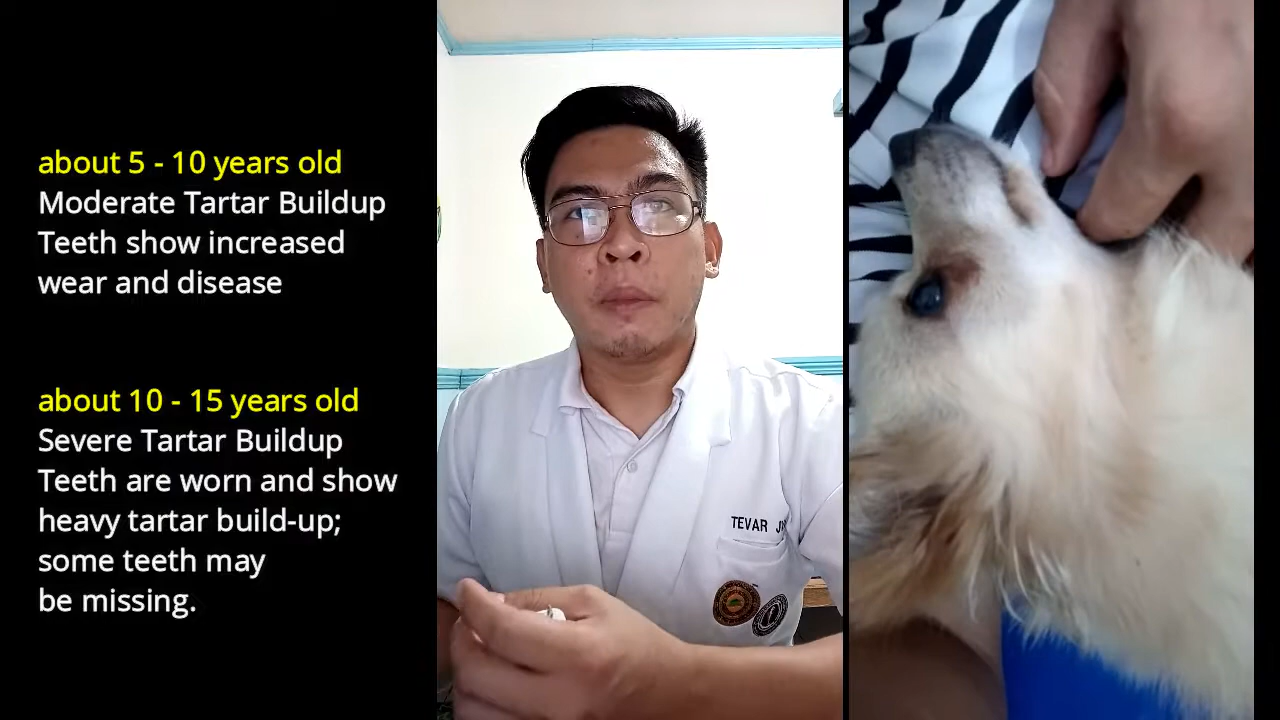 about 5 - 10 years old
Moderate Tartar Buildup
Teeth show increased
wear and disease
about 10 - 15 years old
Severe Tartar Buildup
Teeth are worn and show
heavy tartar build-up;
some teeth may
be missing.
TEVAR